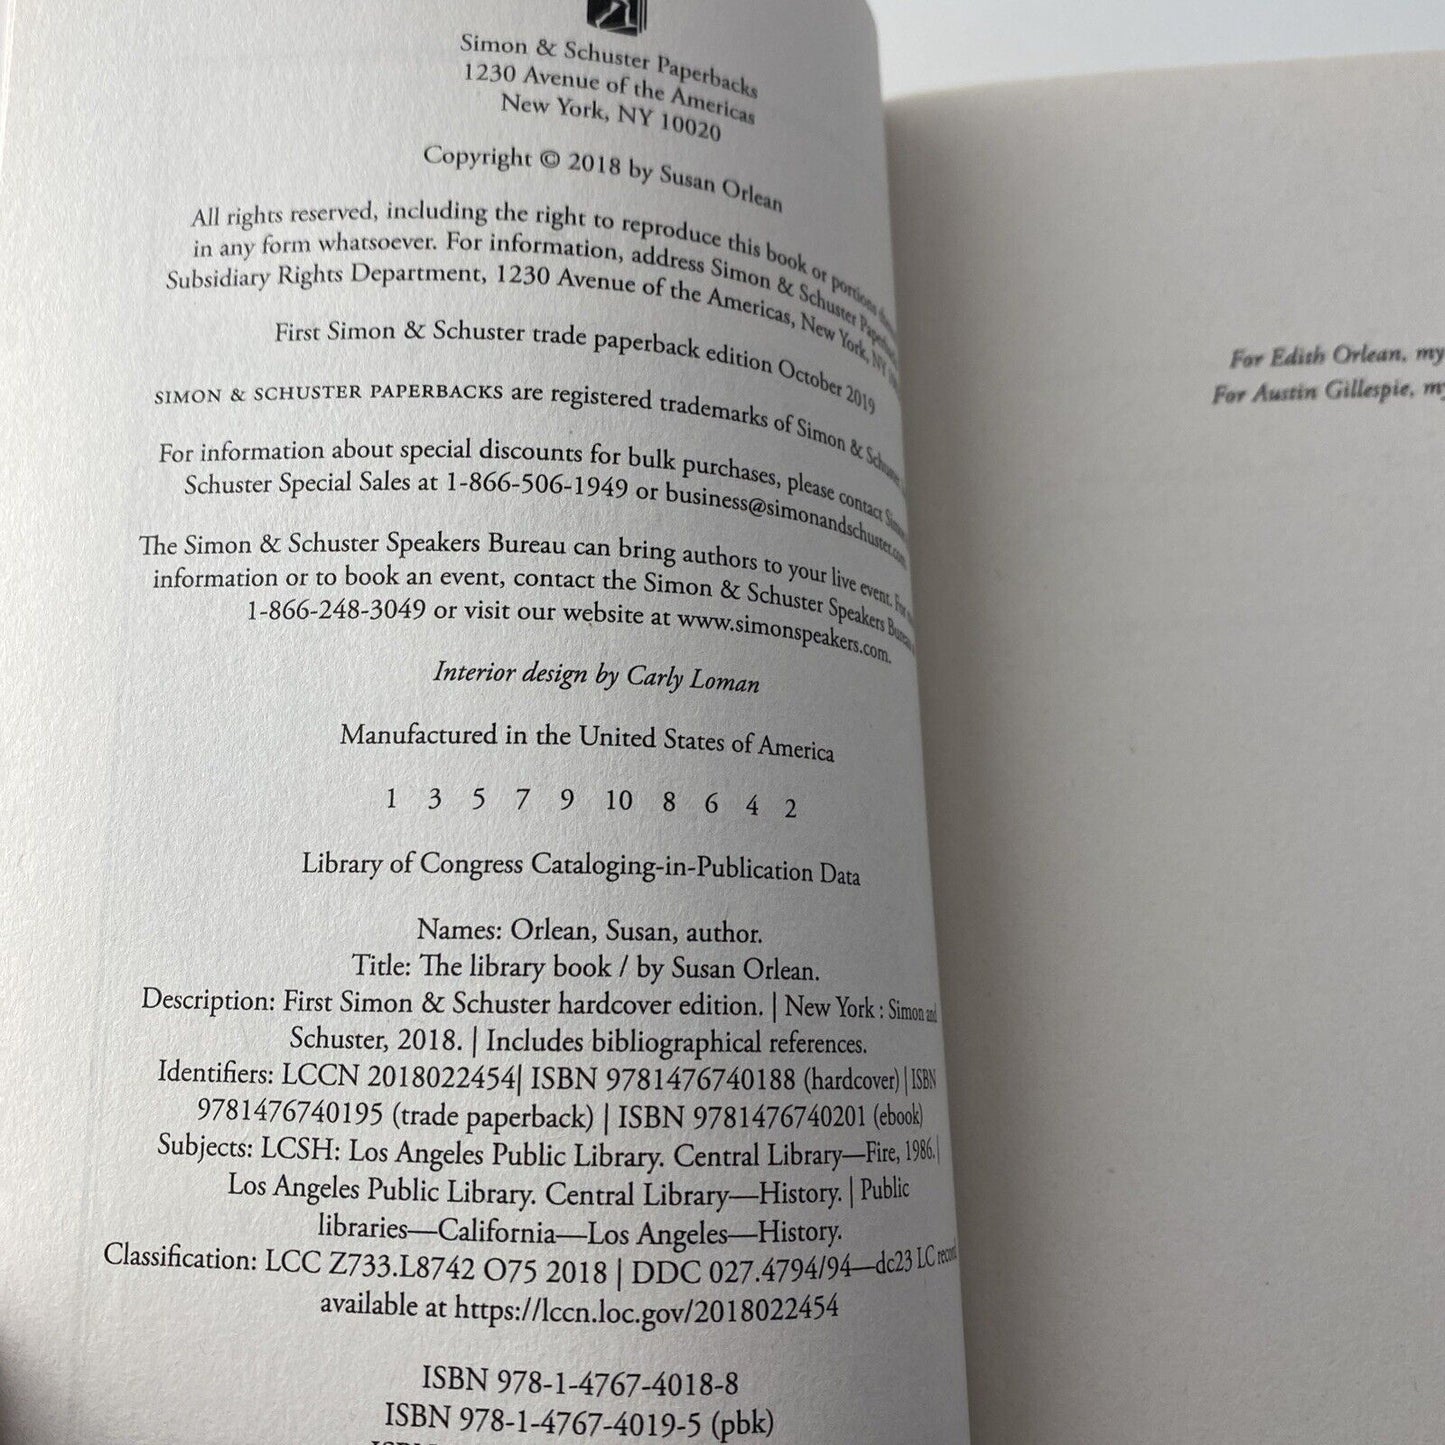 Simon & Schuster Paperbacks
1230 Avenue of the Americas
New York, NY 10020
Copyright © 2018 by Susan Orlean
All rights reserved, including the right to reproduce this book or portions
in any form whatsoever. For information, address Simon & Schuster
Subsidiary Rights Department, 1230 Avenue of the Americas, New York, NY
First Simon & Schuster trade paperback edition October 2019
SIMON & SCHUSTER PAPERBACKS are registered trademarks of Simon &
For information about special discounts for bulk purchases, please contact Simon
Schuster Special Sales at 1-866-506-1949 or business@simonandschuster.com
The Simon & Schuster Speakers Bureau can bring authors to your live event. For
information or to book an event, contact the Simon & Schuster Speakers Bureau
1-866-248-3049 or visit our website at www.simonspeakers.com.
Interior design by Carly Loman
Manufactured in the United States of America
1 3 5 7 9 10 8 6 4 2
Library of Congress Cataloging-in-Publication Data
Names: Orlean, Susan, author.
Title: The library book / by Susan Orlean.
Description: First Simon & Schuster hardcover edition. | New York : Simon and
Schuster, 2018. | Includes bibliographical references.
Identifiers: LCCN 2018022454| ISBN 9781476740188 (hardcover) | ISBN
9781476740195 (trade paperback) | ISBN 9781476740201 (ebook)
Subjects: LCSH: Los Angeles Public Library. Central Library—Fire, 1986. |
Los Angeles Public Library. Central Library—History. | Public
libraries—California—Los Angeles—History.
Classification: LCC Z733.L8742 O75 2018 | DDC 027.4794/94—dc23 LC record
available at https://lccn.loc.gov/2018022454
ISBN 978-1-4767-4018-8
ISBN 978-1-4767-4019-5 (pbk)
For Edith Orlean, my
For Austin Gillespie, my